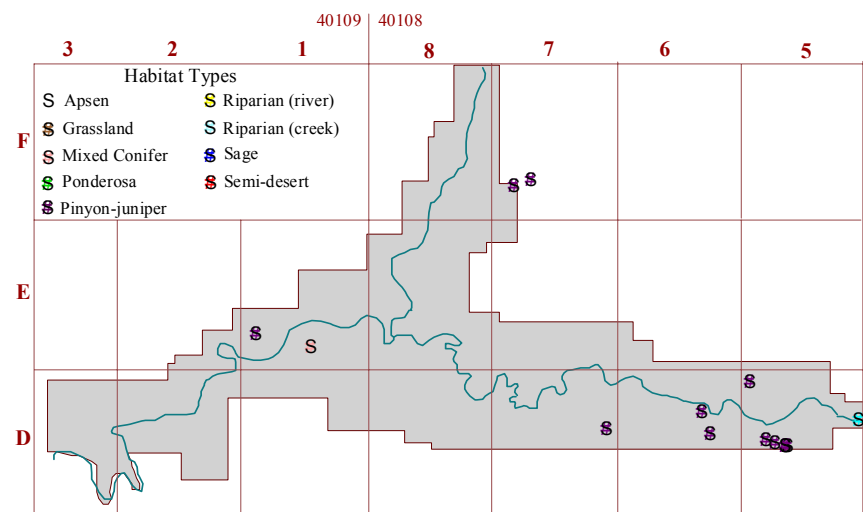 40109 40108
3 2 1 8 7 6 5
Habitat Types
S Apsen S Riparian (river)
S Grassland S Riparian (creek)
S Mixed Conifer S Sage
S Ponderosa S Semi-desert
S Pinyon-juniper
F
S S
E
S
S
S
S
S
D
S S
S S S